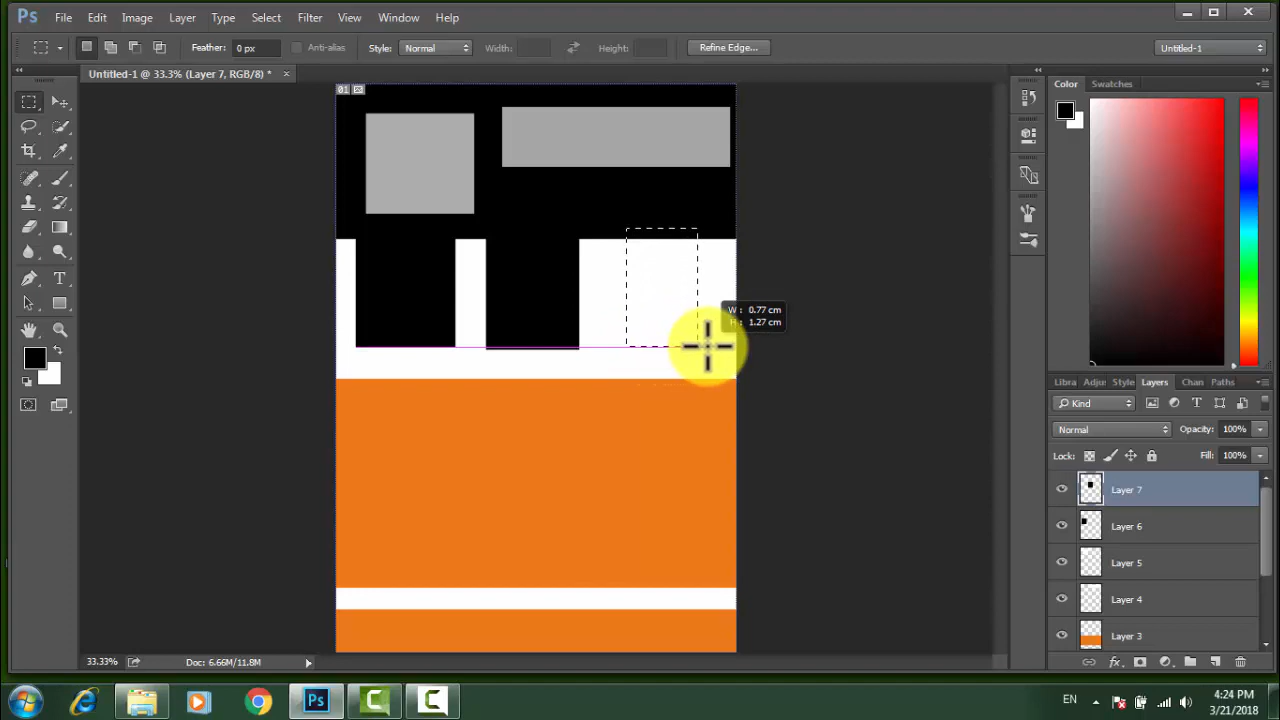 Ps File Edit Image Layer Type Select Filter View Window Help
Feather: 0 px Anti-alias Style: Normal Width: Height: Refine Edge... Untitled-1
Untitled-1 @ 33.3% (Layer 7, RGB/8) *
01
W: 0.77 cm
H: 1.27 cm
Color Swatches
Libra Adjus Style Layers Chan Paths
Kind
Normal Opacity: 100%
Lock: Fill: 100%
Layer 7
Layer 6
Layer 5
Layer 4
Layer 3
33.33% Doc: 6.66M/11.8M
Ps EN 4:24 PM
3/21/2018